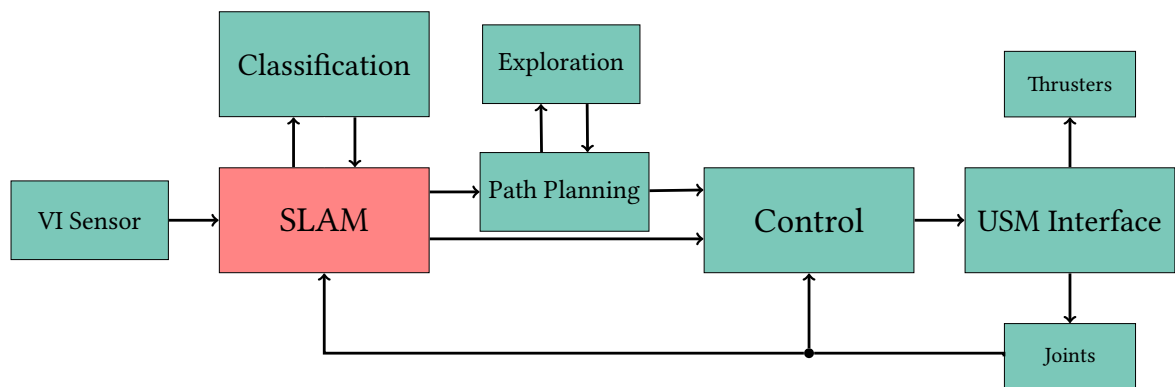 Classification
Exploration
Thrusters
VI Sensor
SLAM
Path Planning
Control
USM Interface
Joints